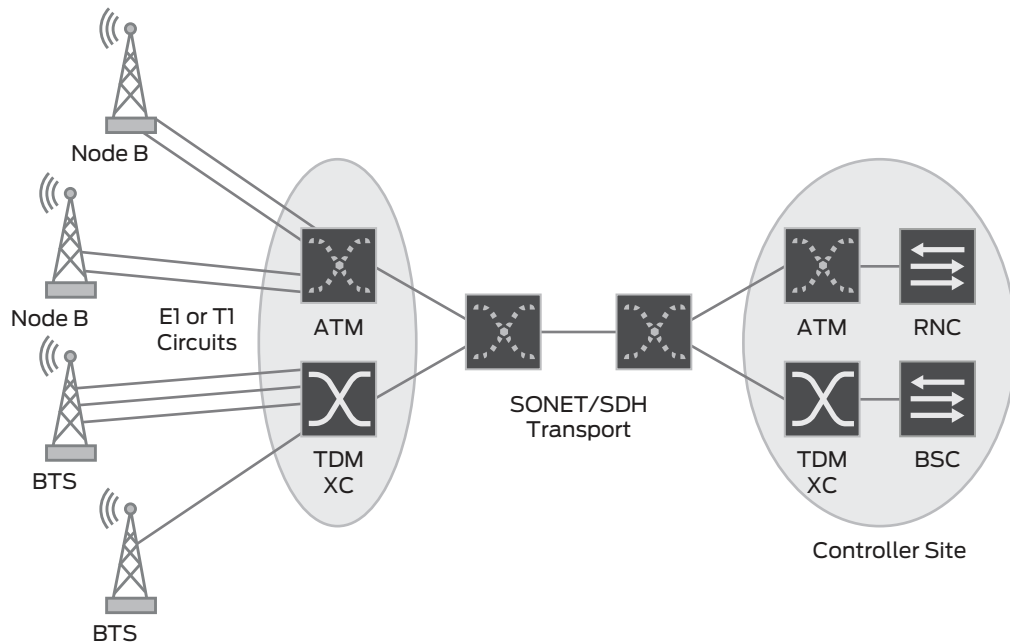 Node B
Node B
E1 or T1
Circuits
BTS
BTS
ATM
TDM
XC
SONET/SDH
Transport
ATM
RNC
TDM
XC
BSC
Controller Site